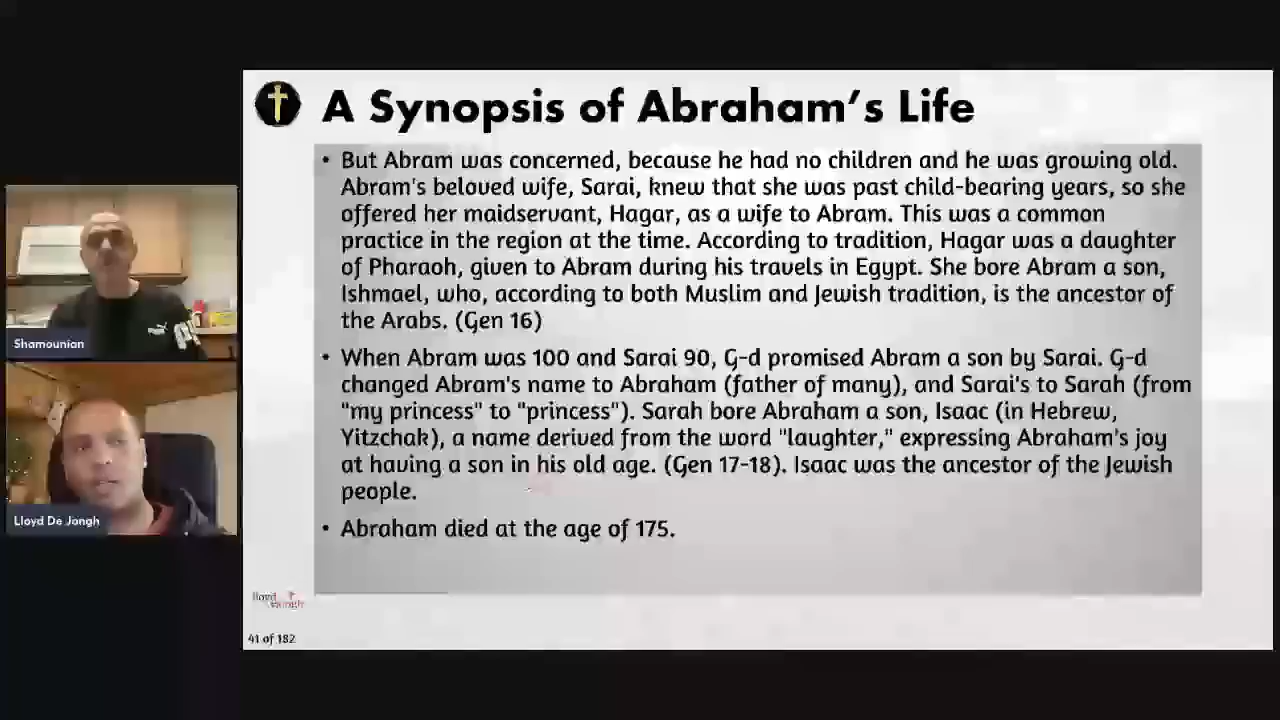 A Synopsis of Abraham's Life
• But Abram was concerned, because he had no children and he was growing old.
Abram's beloved wife, Sarai, knew that she was past child-bearing years, so she
offered her maidservant, Hagar, as a wife to Abram. This was a common
practice in the region at the time. According to tradition, Hagar was a daughter
of Pharaoh, given to Abram during his travels in Egypt. She bore Abram a son,
Ishmael, who, according to both Muslim and Jewish tradition, is the ancestor of
the Arabs. (Gen 16)
• When Abram was 100 and Sarai 90, G-d promised Abram a son by Sarai. G-d
changed Abram's name to Abraham (father of many), and Sarai's to Sarah (from
"my princess" to "princess"). Sarah bore Abraham a son, Isaac (in Hebrew,
Yitzchak), a name derived from the word "laughter," expressing Abraham's joy
at having a son in his old age. (Gen 17-18). Isaac was the ancestor of the Jewish
people.
• Abraham died at the age of 175.
Shamounian
Lloyd De Jongh
lloyd
41 of 182